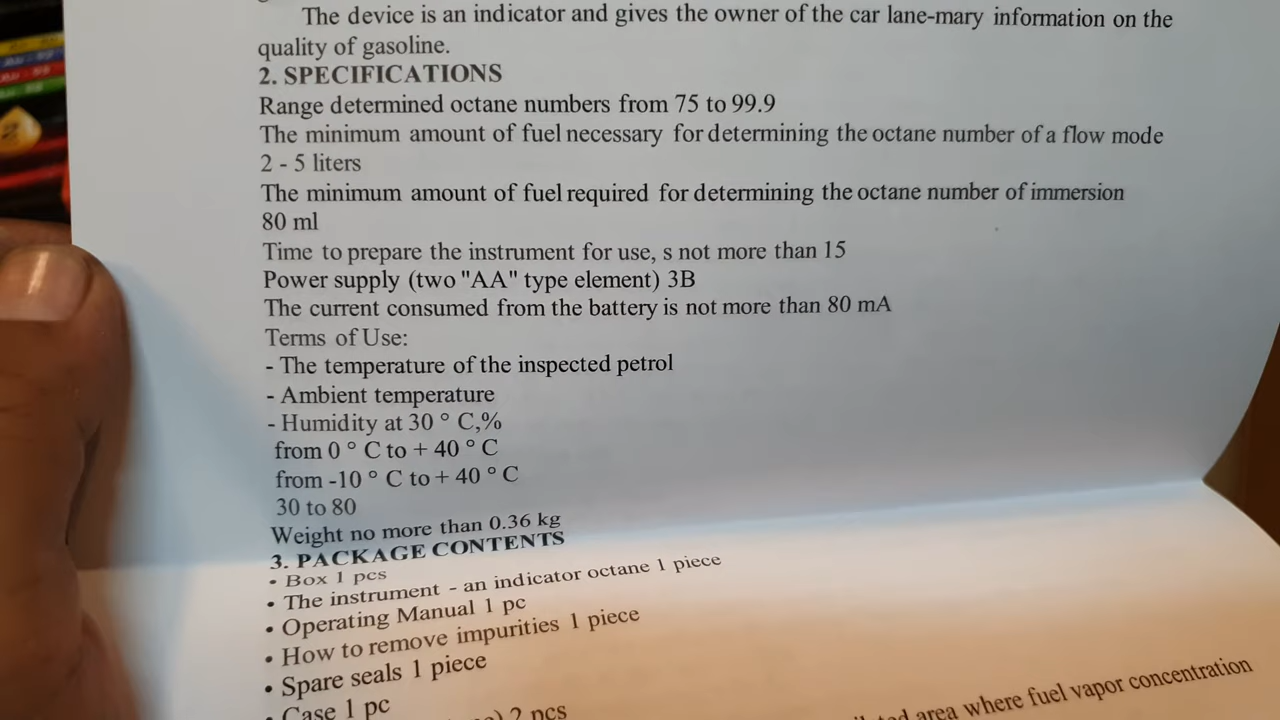 The device is an indicator and gives the owner of the car lane-mary information on the
quality of gasoline.
2. SPECIFICATIONS
Range determined octane numbers from 75 to 99.9
The minimum amount of fuel necessary for determining the octane number of a flow mode
2 - 5 liters
The minimum amount of fuel required for determining the octane number of immersion
80 ml
Time to prepare the instrument for use, s not more than 15
Power supply (two "AA" type element) 3B
The current consumed from the battery is not more than 80 mA
Terms of Use:
- The temperature of the inspected petrol
- Ambient temperature
- Humidity at 30 ° C,%
from 0 ° C to + 40 ° C
from -10 ° C to + 40 ° C
30 to 80
Weight no more than 0.36 kg
3. PACKAGE CONTENTS
• Box 1 pcs
• The instrument - an indicator octane 1 piece
• Operating Manual 1 pc
• How to remove impurities 1 piece
• Spare seals 1 piece
• Case 1 pc
2 pcs
area where fuel vapor concentration